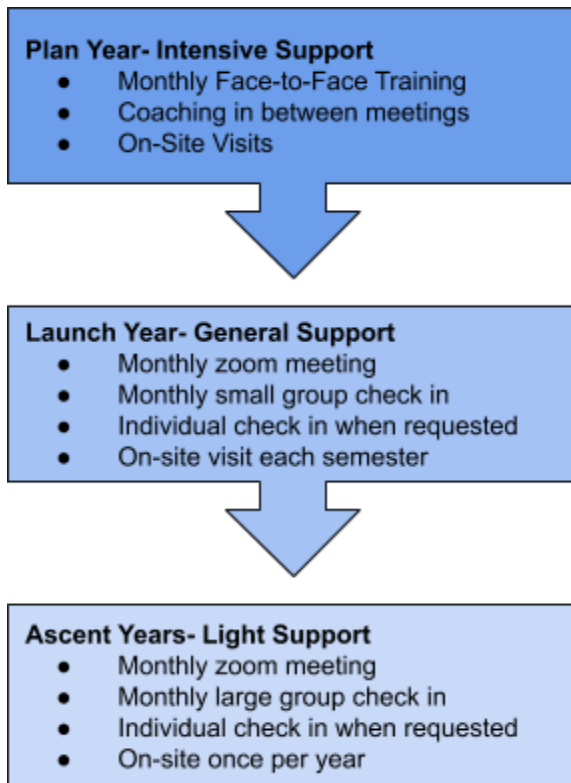 Plan Year- Intensive Support
● Monthly Face-to-Face Training
● Coaching in between meetings
● On-Site Visits
Launch Year- General Support
● Monthly zoom meeting
● Monthly small group check in
● Individual check in when requested
● On-site visit each semester
Ascent Years- Light Support
● Monthly zoom meeting
● Monthly large group check in
● Individual check in when requested
● On-site once per year